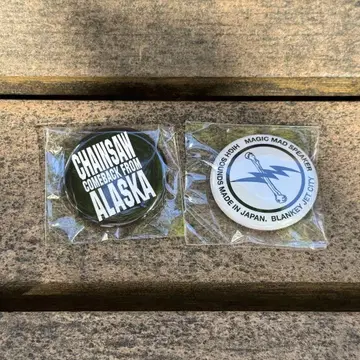 CHAINSAW
COMEBACK FROM
ALASKA
MAGIC MAD SPEAKER
HIGH SOUNDS MADE IN JAPAN. BLANKEY JET CITY